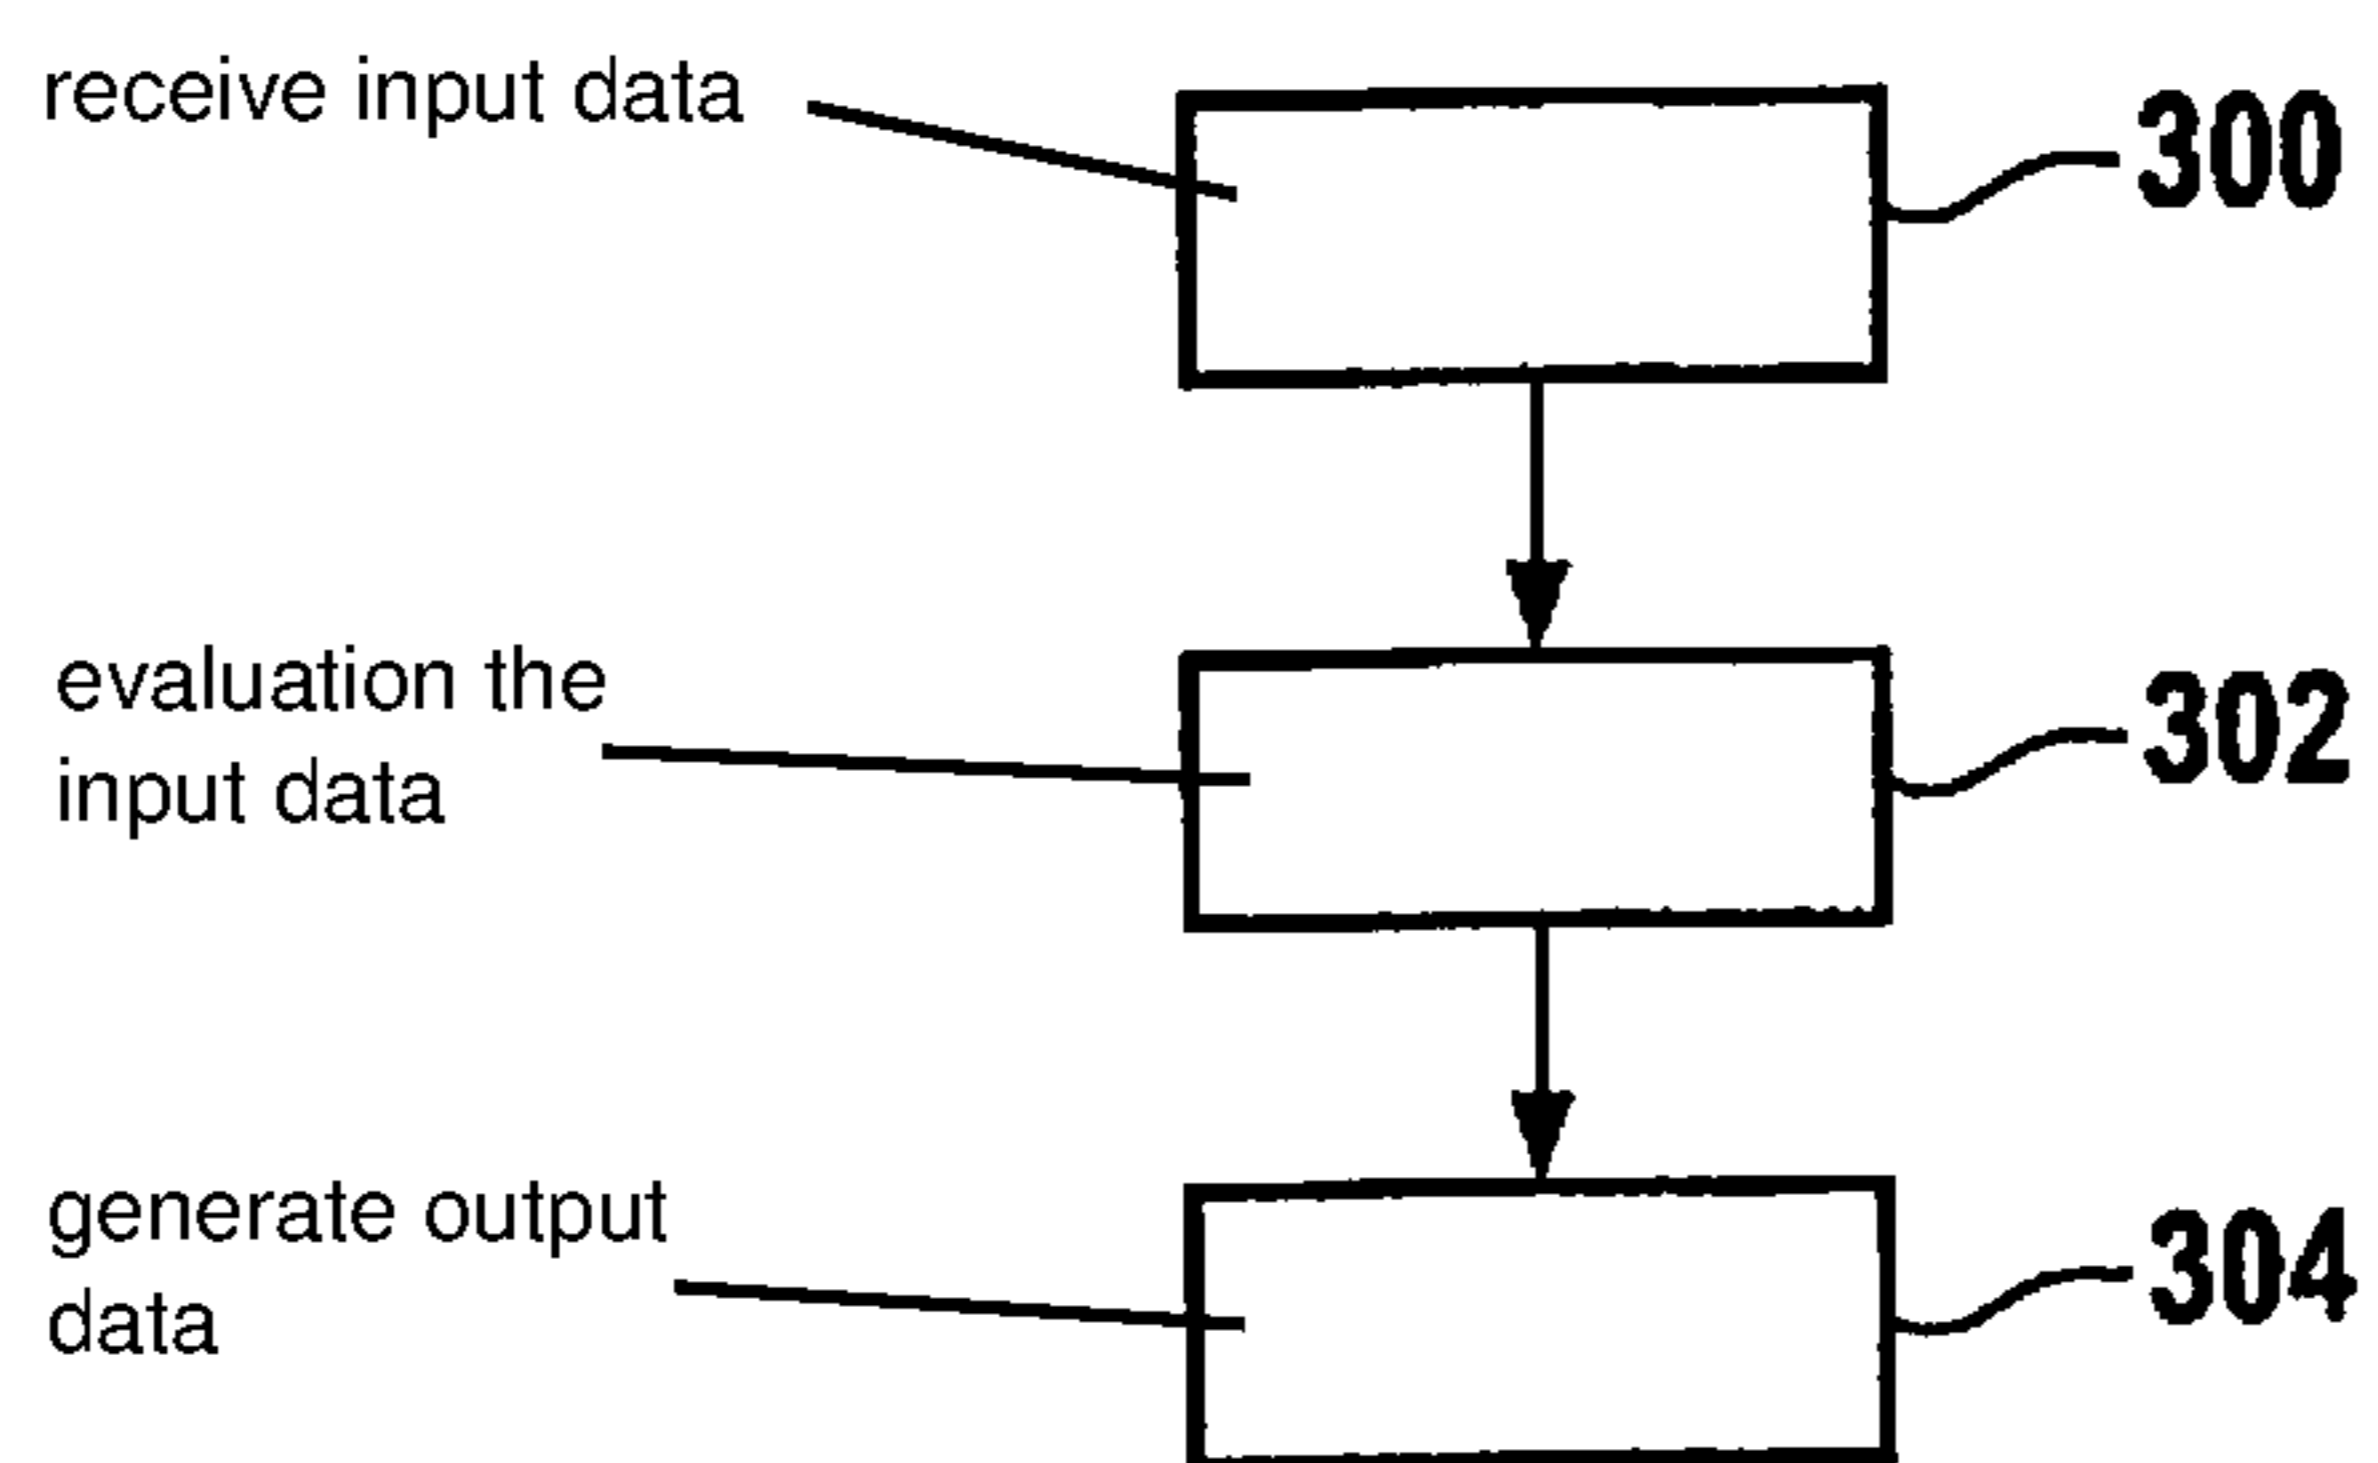 receive input data
300
evaluation the
input data
302
generate output
data
304